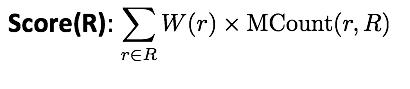 Score(R): ∑ W(r) × MCount(r, R)
r∈R